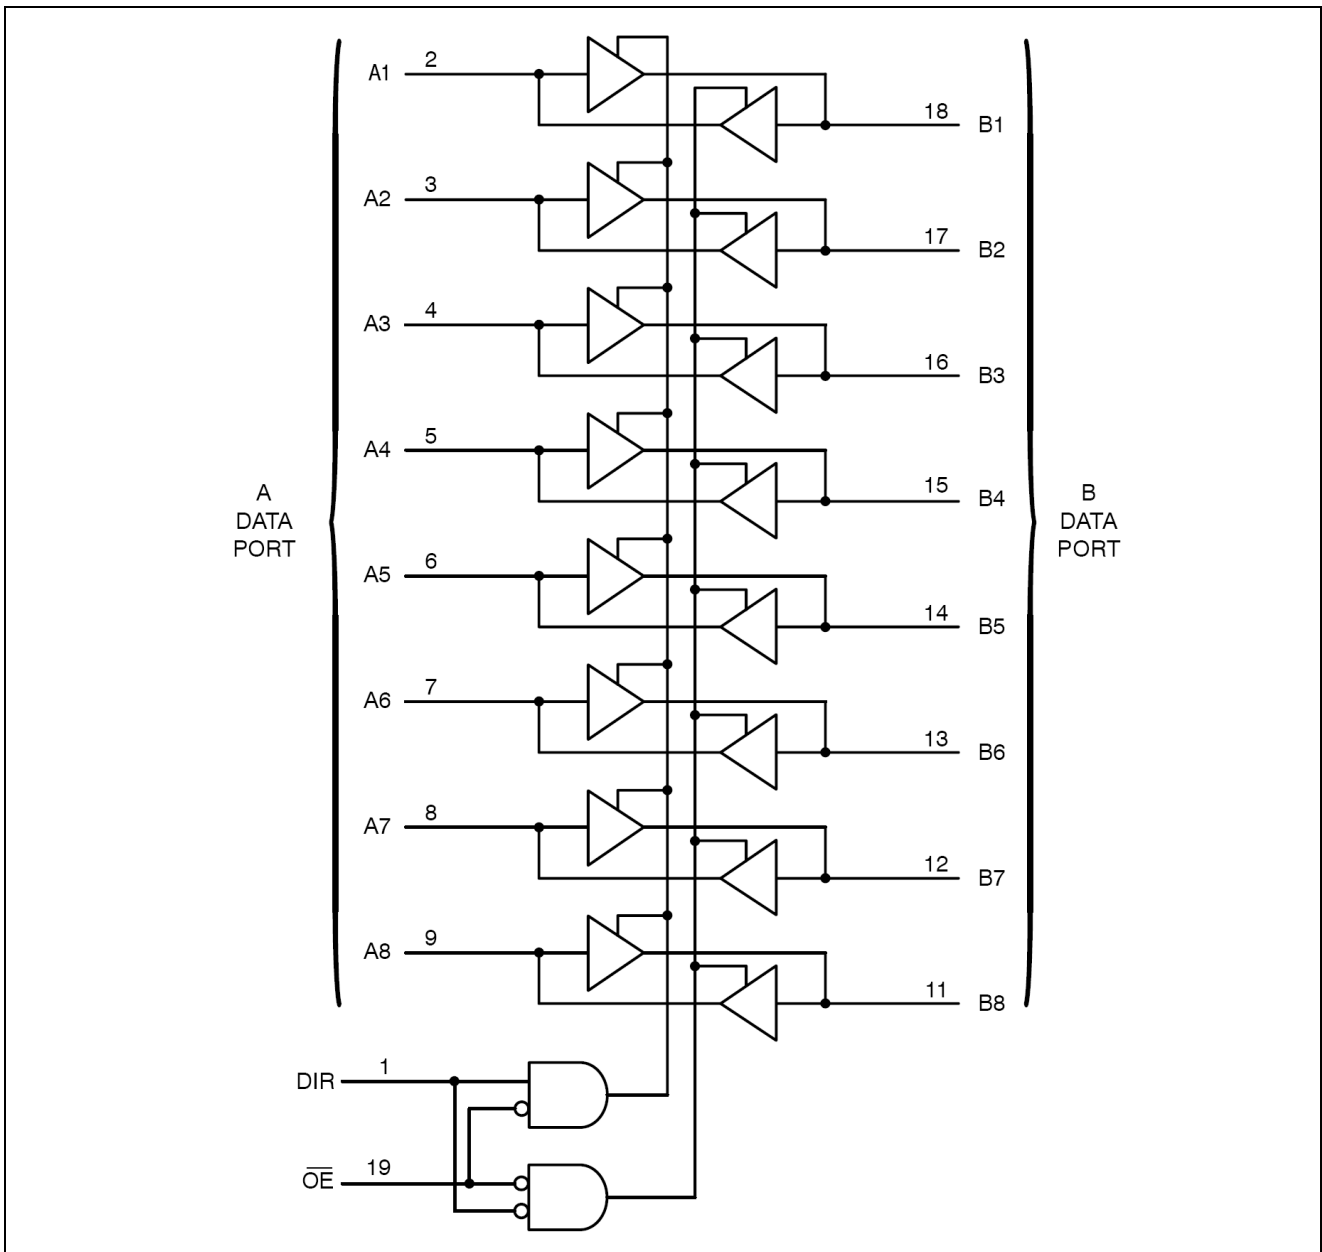 A1 2
18 B1
A2 3
17 B2
A3 4
16 B3
A4 5
15 B4
A
DATA
PORT
B
DATA
PORT
A5 6
14 B5
A6 7
13 B6
A7 8
12 B7
A8 9
11 B8
DIR 1
O̅E̅ 19